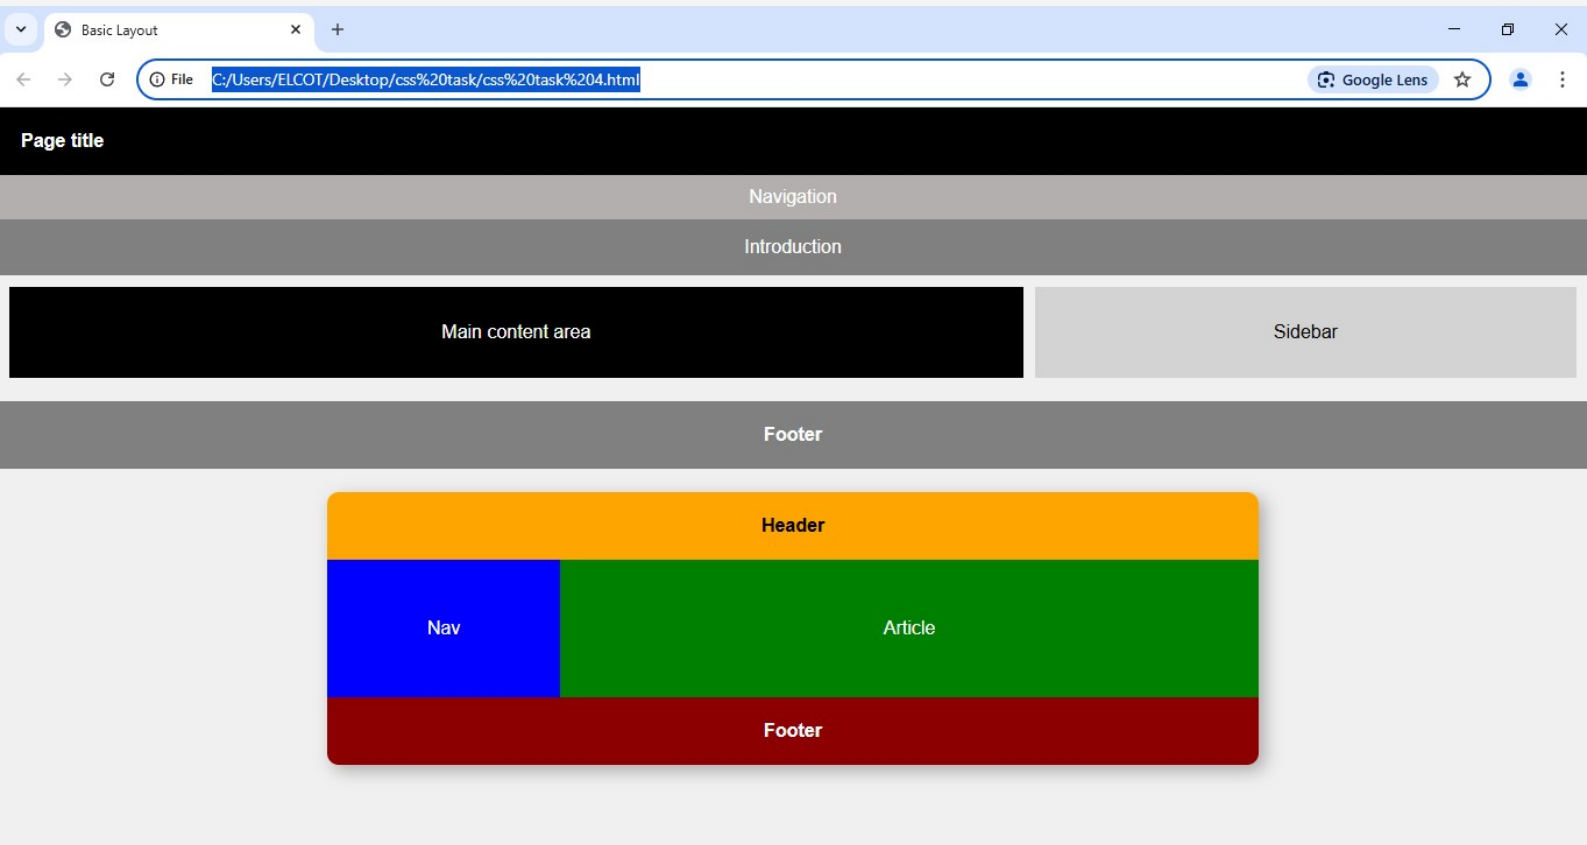 Basic Layout
File C:/Users/ELCOT/Desktop/css%20task/css%20task%204.html Google Lens
Page title
Navigation
Introduction
Main content area Sidebar
Footer
Header
Nav Article
Footer